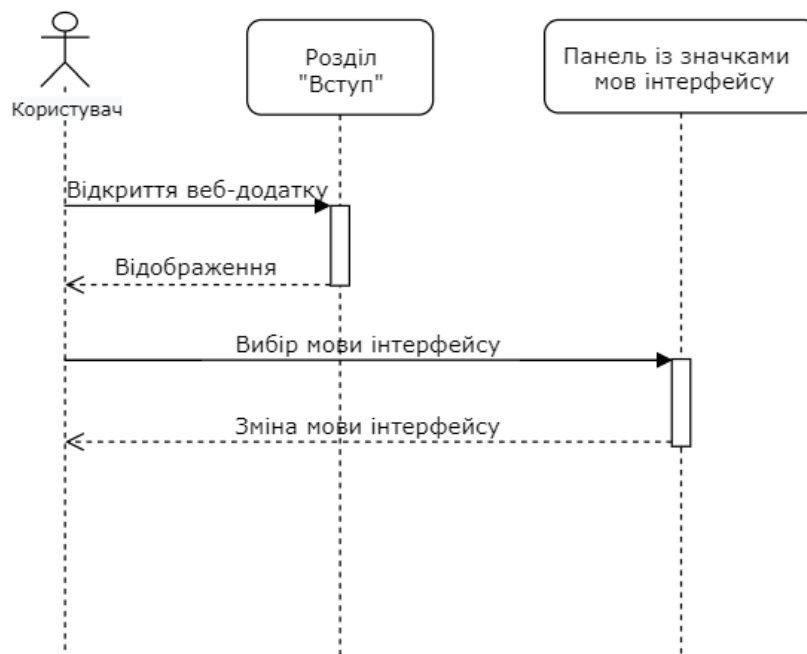 Розділ
"Вступ"
Панель із значками
мов інтерфейсу
Користувач
Відкриття веб-додатку
Відображення
Вибір мови інтерфейсу
Зміна мови інтерфейсу